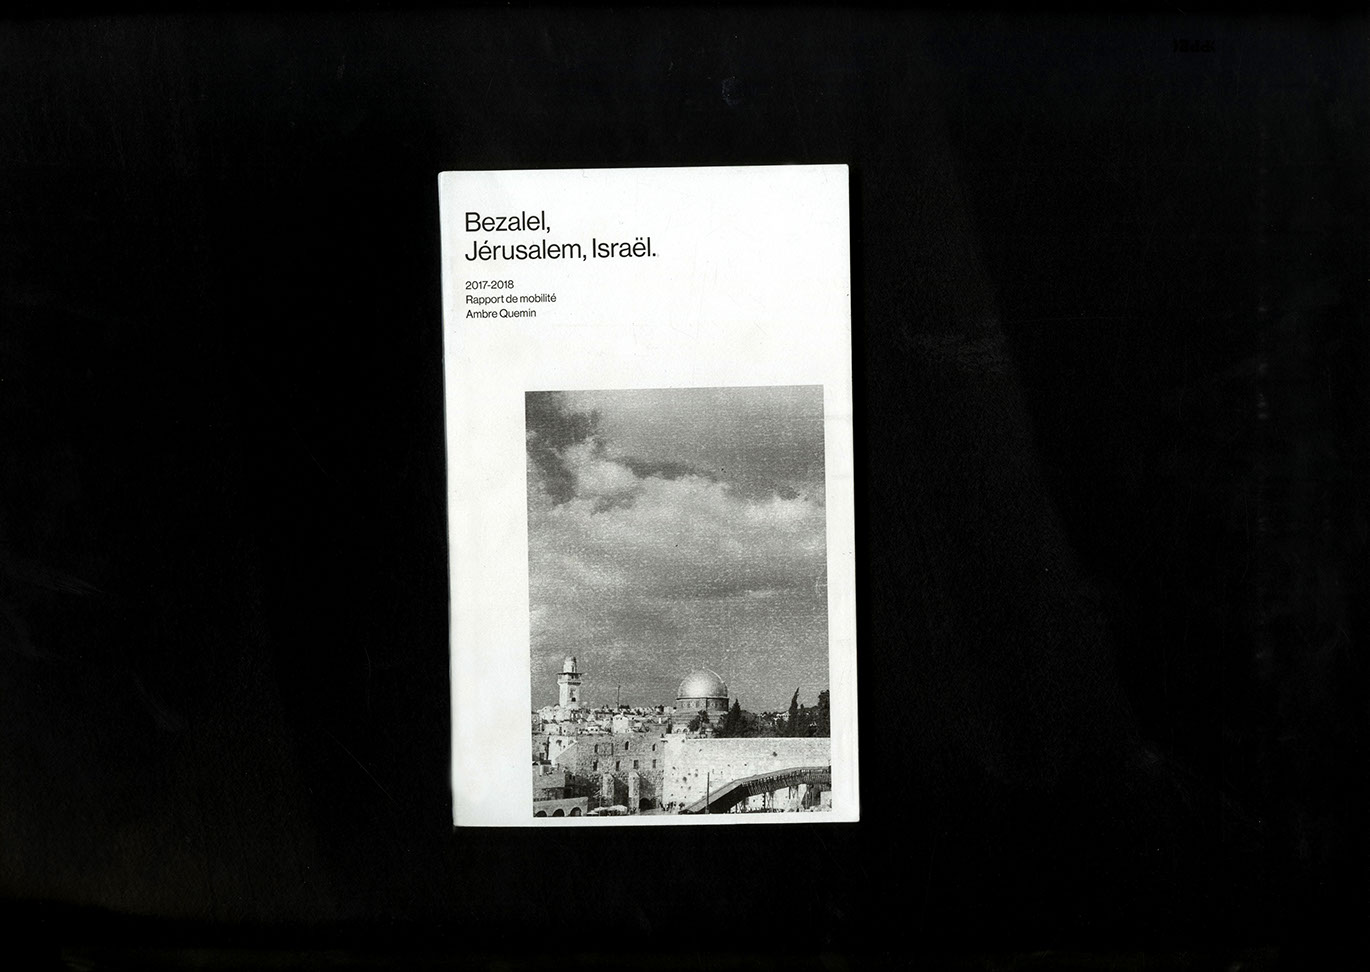 Bezalel,
Jérusalem, Israël.
2017-2018
Rapport de mobilité
Ambre Quemin